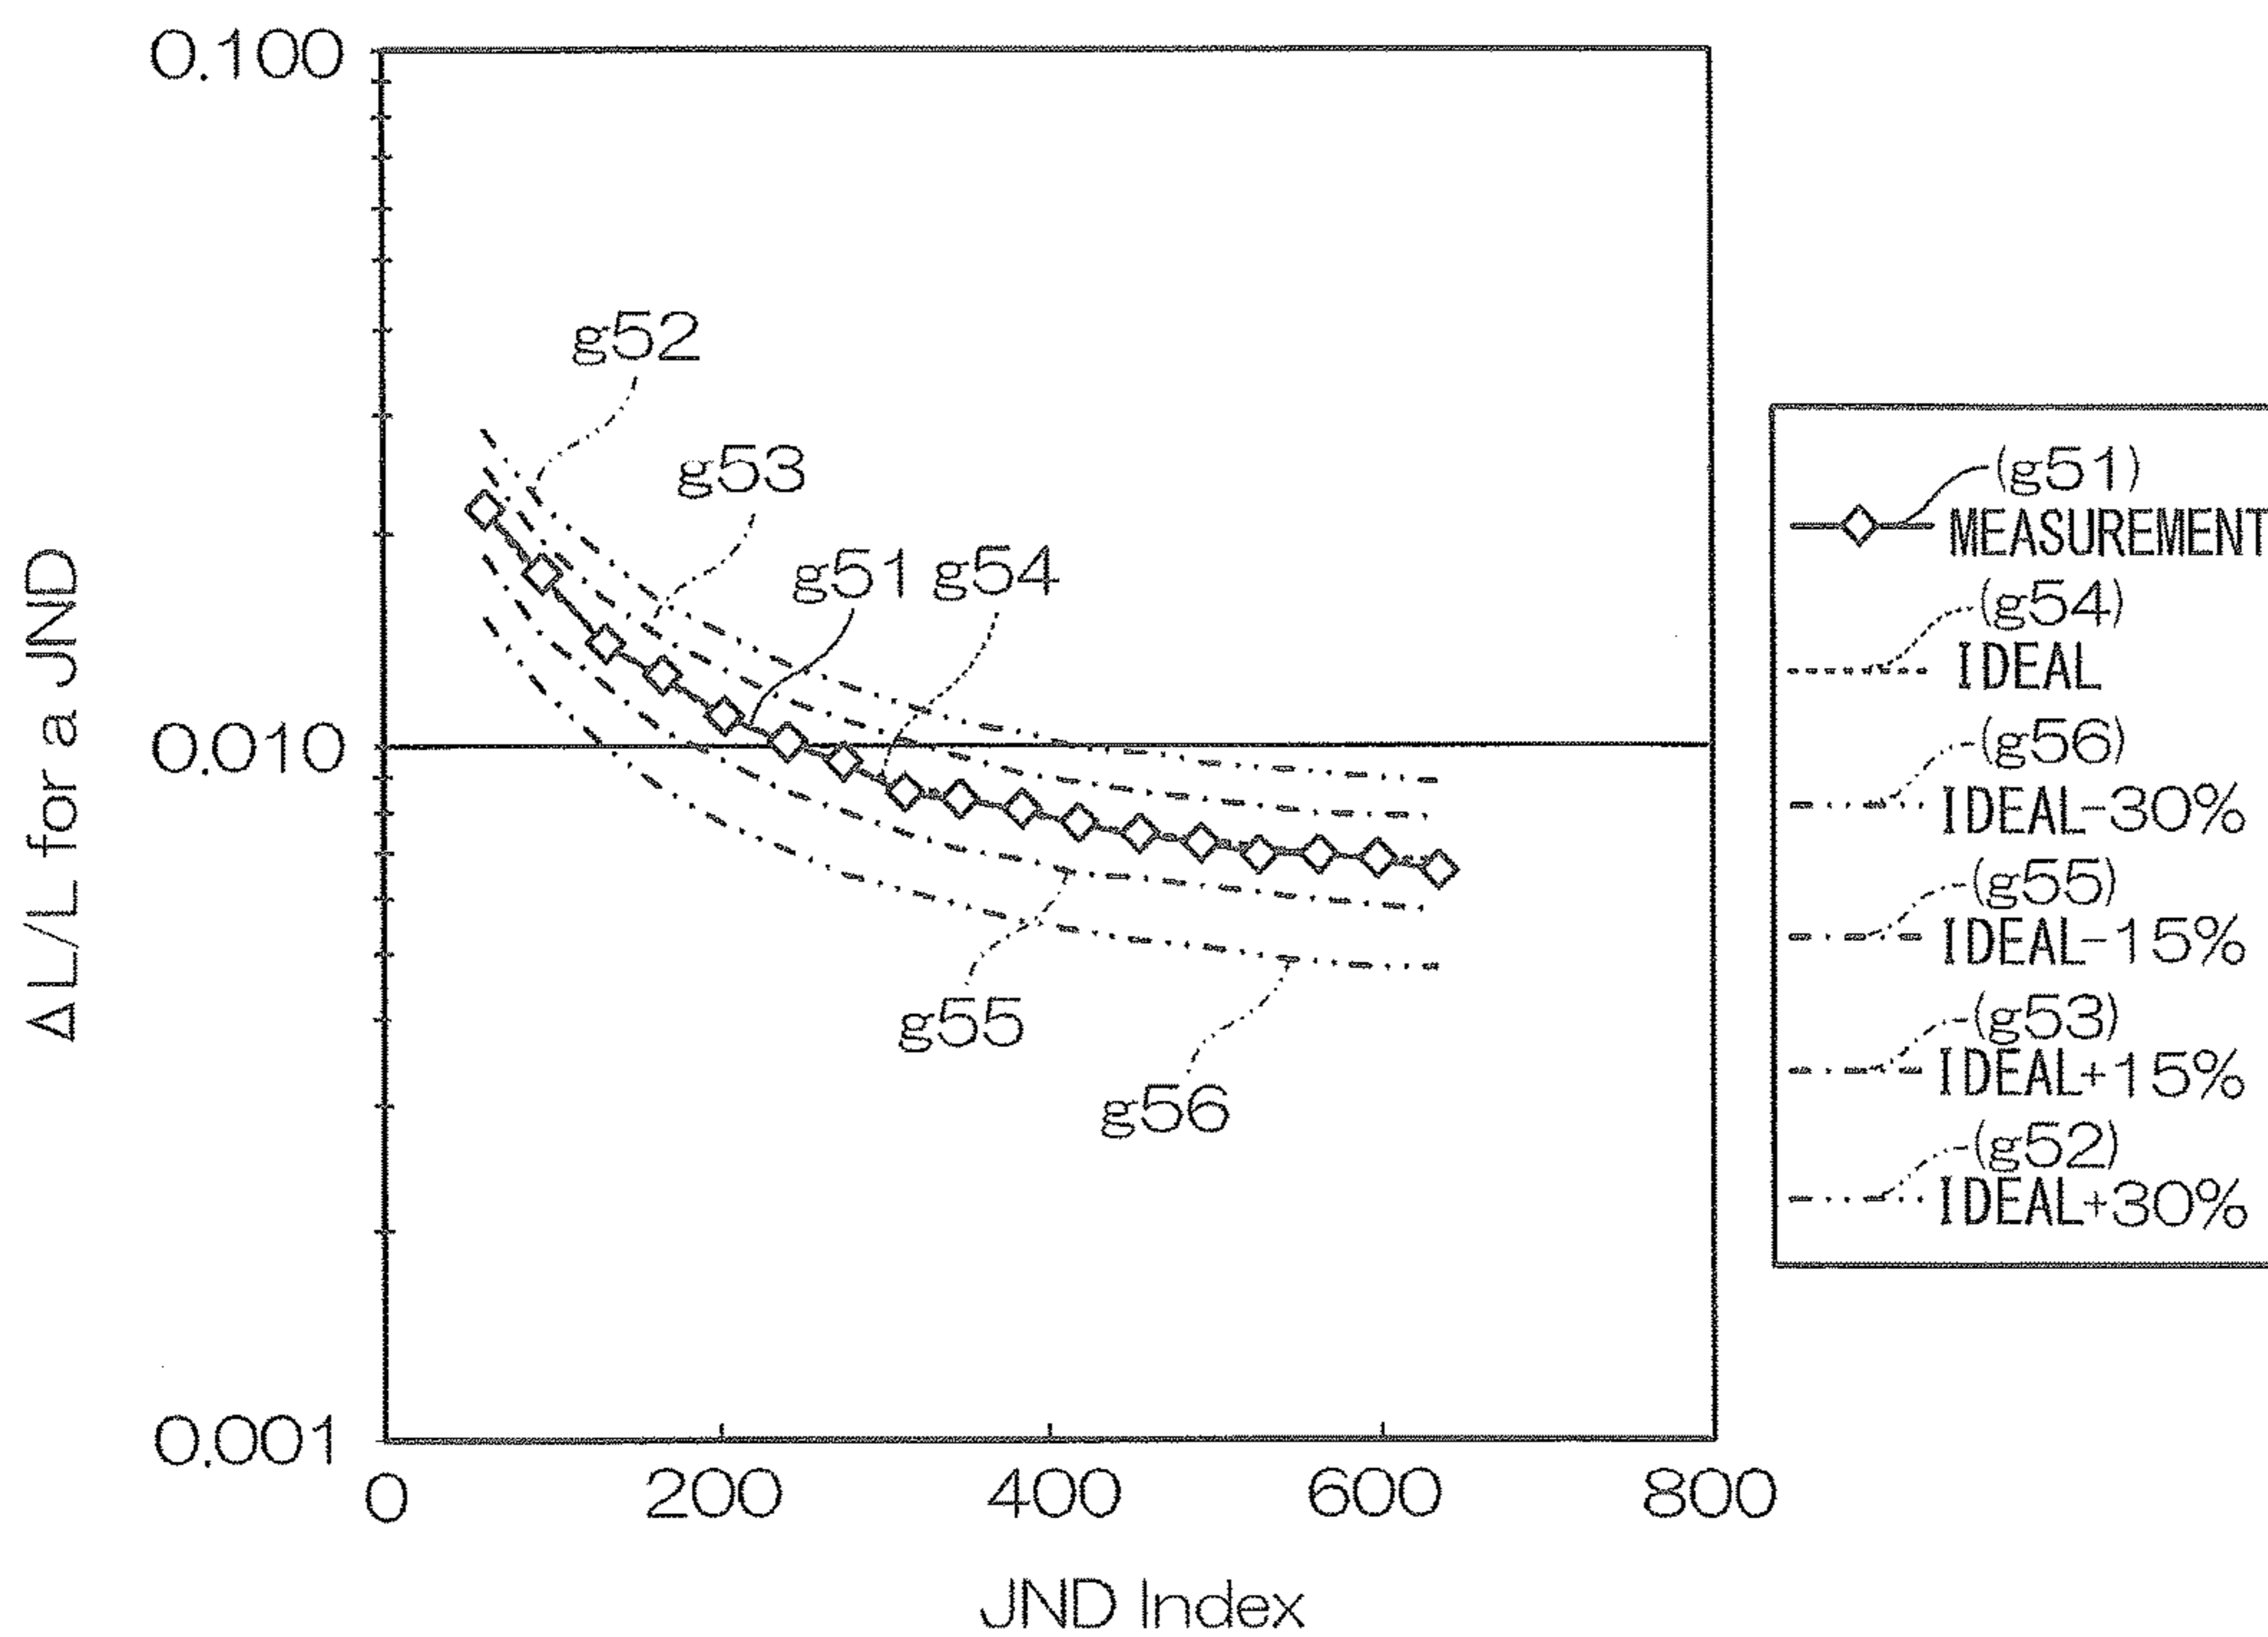 0.100
0.010
0.001
ΔL/L for a JND
0
200
400
600
800
JND Index
g52
g53
g51
g54
g55
g56
(g51)
MEASUREMENT
(g54)
IDEAL
(g56)
IDEAL-30%
(g55)
IDEAL-15%
(g53)
IDEAL+15%
(g52)
IDEAL+30%